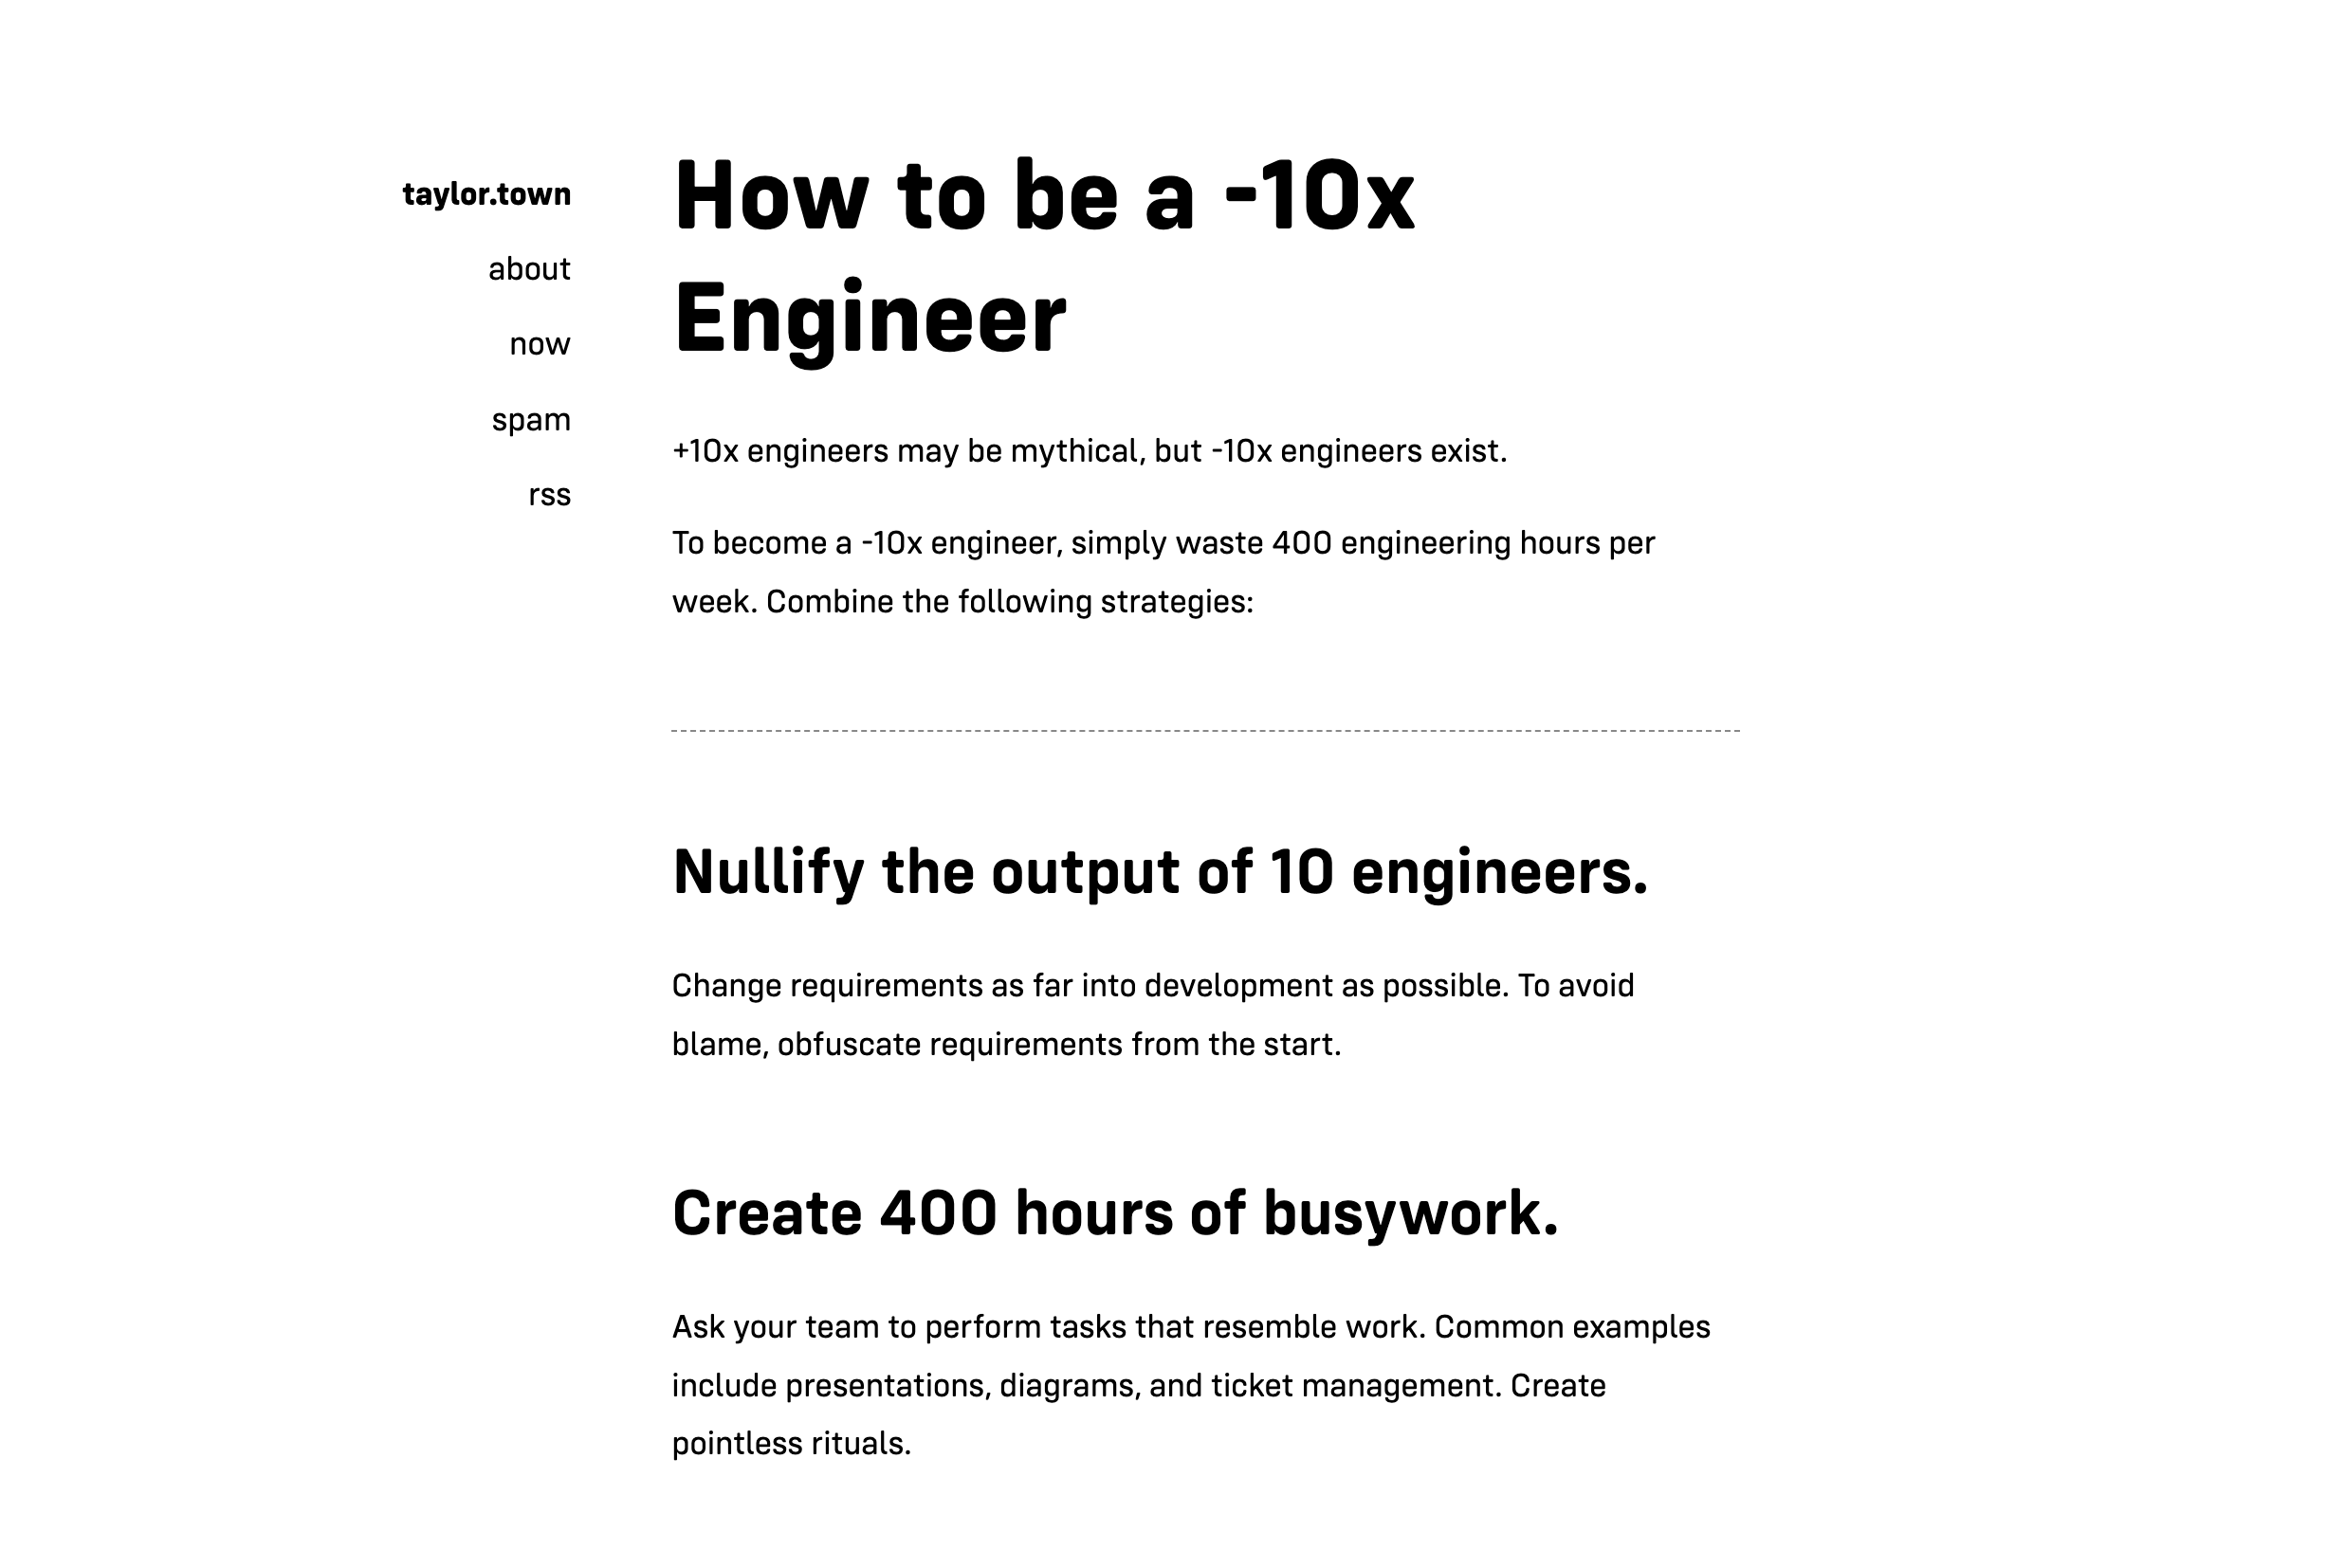 taylor.town
about
now
spam
rss
How to be a -10x
Engineer
+10x engineers may be mythical, but -10x engineers exist.
To become a -10x engineer, simply waste 400 engineering hours per
week. Combine the following strategies:
Nullify the output of 10 engineers.
Change requirements as far into development as possible. To avoid
blame, obfuscate requirements from the start.
Create 400 hours of busywork.
Ask your team to perform tasks that resemble work. Common examples
include presentations, diagrams, and ticket management. Create
pointless rituals.